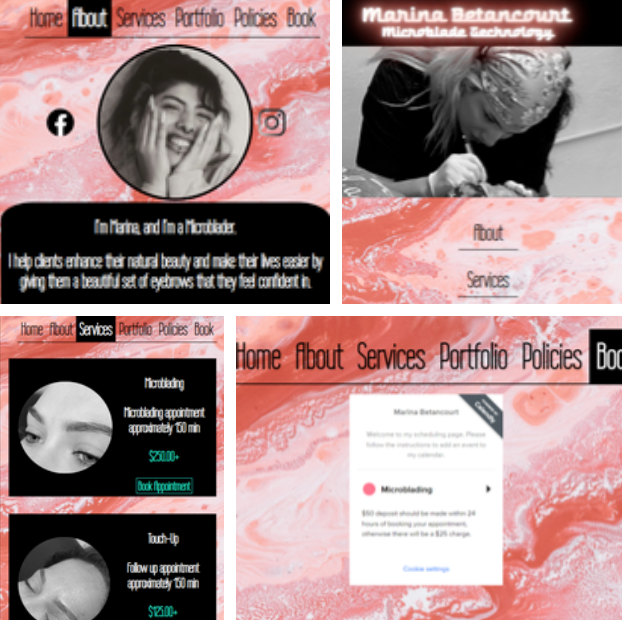 Home About Services Portfolio Policies Book
I'm Marina, and I'm a Microblader.
I help clients enhance their natural beauty and make their lives easier by
giving them a beautiful set of eyebrows that they feel confident in.
Marina Betancourt
Microblade Technology
About
Services
Home About Services Portfolio Policies Book
Microblading
Microblading appointment
approximately 150 min
$250.00+
Book Appointment
Touch-Up
Follow up appointment
approximately 150 min
$125.00+
Home About Services Portfolio Policies Boo
Calendly
Marina Betancourt
Welcome to my scheduling page. Please
follow the instructions to add an event to
my calendar.
Microblading
$50 deposit should be made within 24
hours of booking your appointment,
otherwise there will be a $25 charge.
Cookie settings